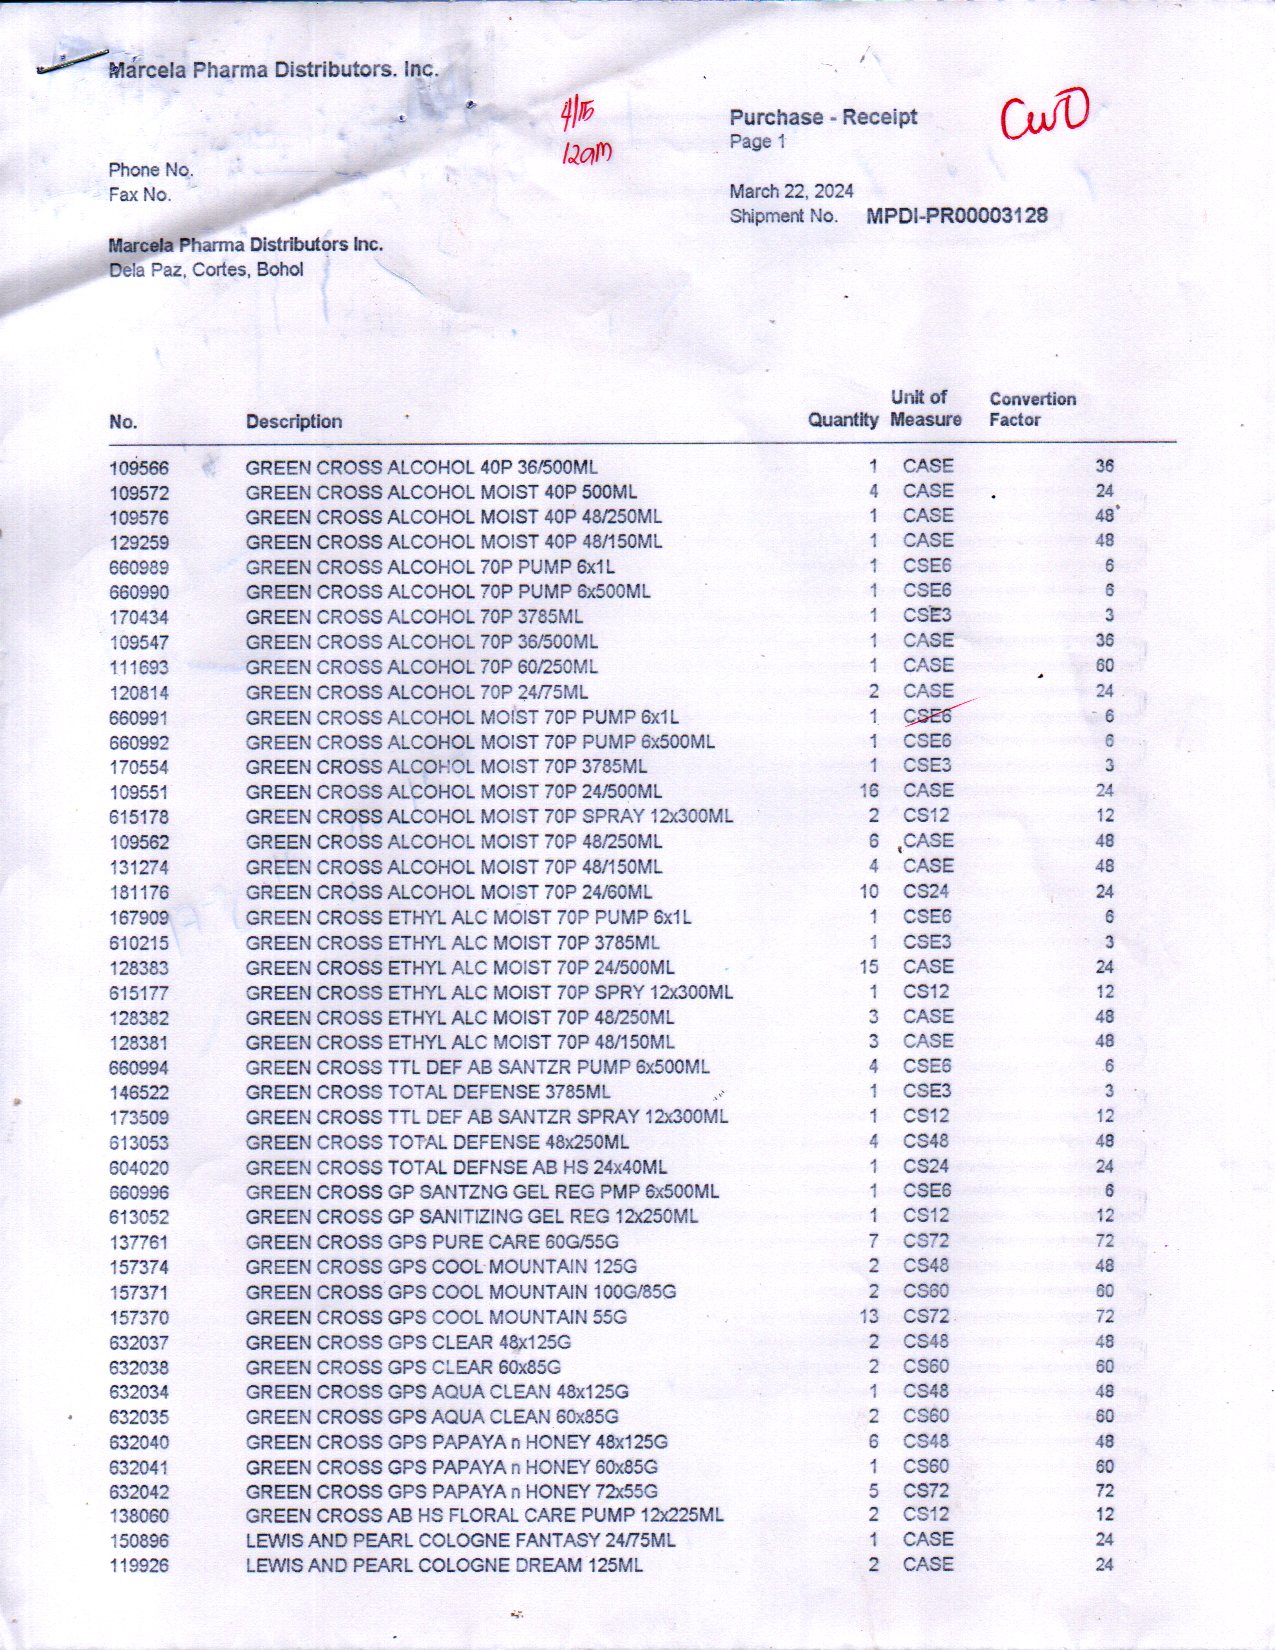 Marcela Pharma Distributors. Inc.
4/15
12am
Purchase - Receipt
Page 1
CWD
Phone No.
Fax No.
March 22, 2024
Shipment No. MPDI-PR00003128
Marcela Pharma Distributors Inc.
Dela Paz, Cortes, Bohol
No. Description Quantity Unit of Measure Convertion Factor
109566 GREEN CROSS ALCOHOL 40P 36/500ML 1 CASE 36
109572 GREEN CROSS ALCOHOL MOIST 40P 500ML 4 CASE 24
109576 GREEN CROSS ALCOHOL MOIST 40P 48/250ML 1 CASE 48
129259 GREEN CROSS ALCOHOL MOIST 40P 48/150ML 1 CASE 48
660989 GREEN CROSS ALCOHOL 70P PUMP 6x1L 1 CSE6 6
660990 GREEN CROSS ALCOHOL 70P PUMP 6x500ML 1 CSE6 6
170434 GREEN CROSS ALCOHOL 70P 3785ML 1 CSE3 3
109547 GREEN CROSS ALCOHOL 70P 36/500ML 1 CASE 36
111693 GREEN CROSS ALCOHOL 70P 60/250ML 1 CASE 60
120814 GREEN CROSS ALCOHOL 70P 24/75ML 2 CASE 24
660991 GREEN CROSS ALCOHOL MOIST 70P PUMP 6x1L 1 CSE6 6
660992 GREEN CROSS ALCOHOL MOIST 70P PUMP 6x500ML 1 CSE6 6
170554 GREEN CROSS ALCOHOL MOIST 70P 3785ML 1 CSE3 3
109551 GREEN CROSS ALCOHOL MOIST 70P 24/500ML 16 CASE 24
615178 GREEN CROSS ALCOHOL MOIST 70P SPRAY 12x300ML 2 CS12 12
109562 GREEN CROSS ALCOHOL MOIST 70P 48/250ML 6 CASE 48
131274 GREEN CROSS ALCOHOL MOIST 70P 48/150ML 4 CASE 48
181176 GREEN CROSS ALCOHOL MOIST 70P 24/60ML 10 CS24 24
167909 GREEN CROSS ETHYL ALC MOIST 70P PUMP 6x1L 1 CSE6 6
610215 GREEN CROSS ETHYL ALC MOIST 70P 3785ML 1 CSE3 3
128383 GREEN CROSS ETHYL ALC MOIST 70P 24/500ML 15 CASE 24
615177 GREEN CROSS ETHYL ALC MOIST 70P SPRY 12x300ML 1 CS12 12
128382 GREEN CROSS ETHYL ALC MOIST 70P 48/250ML 3 CASE 48
128381 GREEN CROSS ETHYL ALC MOIST 70P 48/150ML 3 CASE 48
660994 GREEN CROSS TTL DEF AB SANTZR PUMP 6x500ML 4 CSE6 6
146522 GREEN CROSS TOTAL DEFENSE 3785ML 1 CSE3 3
173509 GREEN CROSS TTL DEF AB SANTZR SPRAY 12x300ML 1 CS12 12
613053 GREEN CROSS TOTAL DEFENSE 48x250ML 4 CS48 48
604020 GREEN CROSS TOTAL DEFNSE AB HS 24x40ML 1 CS24 24
660996 GREEN CROSS GP SANTZNG GEL REG PMP 6x500ML 1 CSE6 6
613052 GREEN CROSS GP SANITIZING GEL REG 12x250ML 1 CS12 12
137761 GREEN CROSS GPS PURE CARE 60G/55G 7 CS72 72
157374 GREEN CROSS GPS COOL MOUNTAIN 125G 2 CS48 48
157371 GREEN CROSS GPS COOL MOUNTAIN 100G/85G 2 CS60 60
157370 GREEN CROSS GPS COOL MOUNTAIN 55G 13 CS72 72
632037 GREEN CROSS GPS CLEAR 48x125G 2 CS48 48
632038 GREEN CROSS GPS CLEAR 60x85G 2 CS60 60
632034 GREEN CROSS GPS AQUA CLEAN 48x125G 1 CS48 48
632035 GREEN CROSS GPS AQUA CLEAN 60x85G 2 CS60 60
632040 GREEN CROSS GPS PAPAYA n HONEY 48x125G 6 CS48 48
632041 GREEN CROSS GPS PAPAYA n HONEY 60x85G 1 CS60 60
632042 GREEN CROSS GPS PAPAYA n HONEY 72x55G 5 CS72 72
138060 GREEN CROSS AB HS FLORAL CARE PUMP 12x225ML 2 CS12 12
150896 LEWIS AND PEARL COLOGNE FANTASY 24/75ML 1 CASE 24
119926 LEWIS AND PEARL COLOGNE DREAM 125ML 2 CASE 24